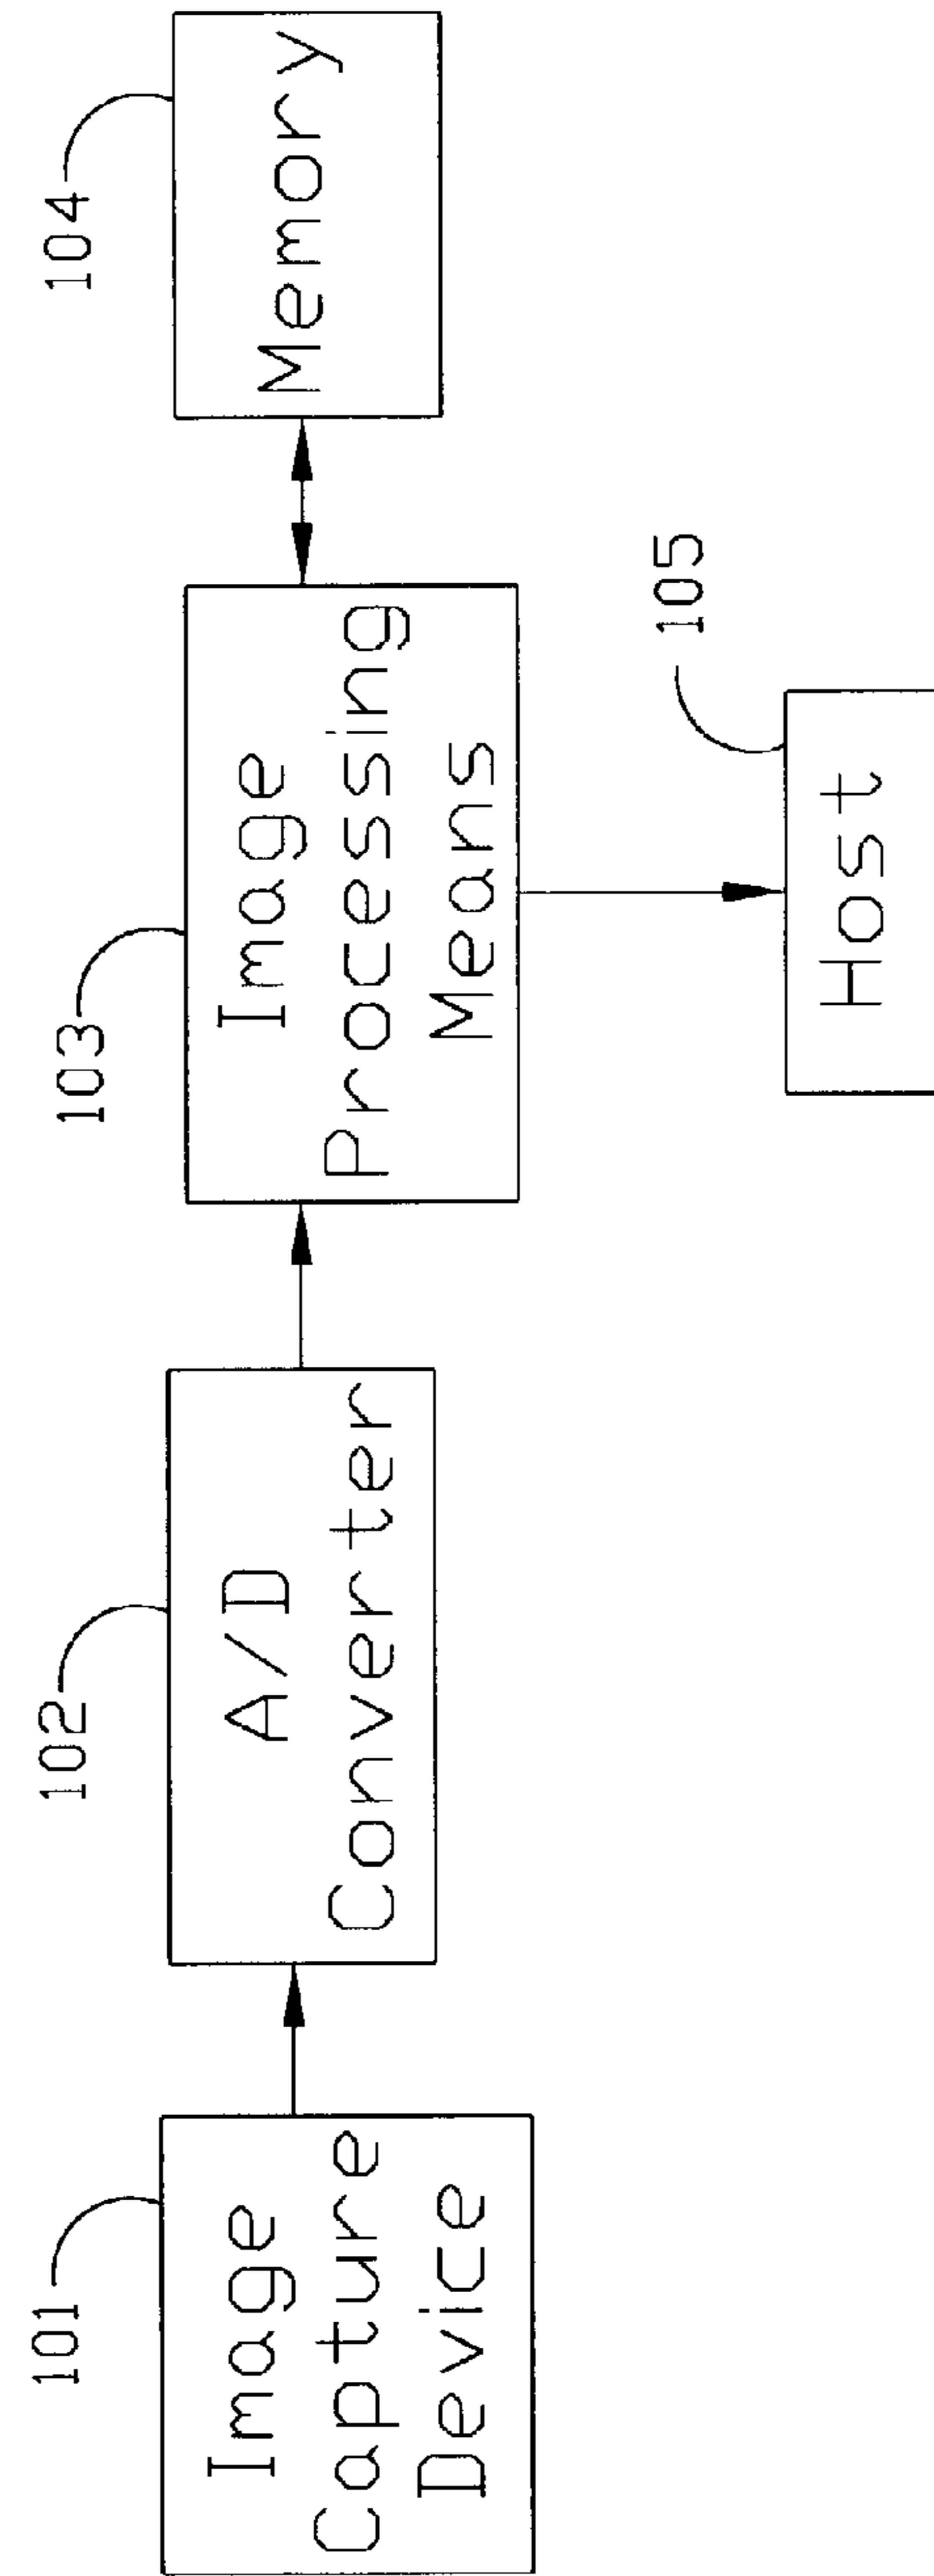 101
Image
Capture
Device
102
A/D
Converter
103
Image
Processing
Means
104
Memory
105
Host